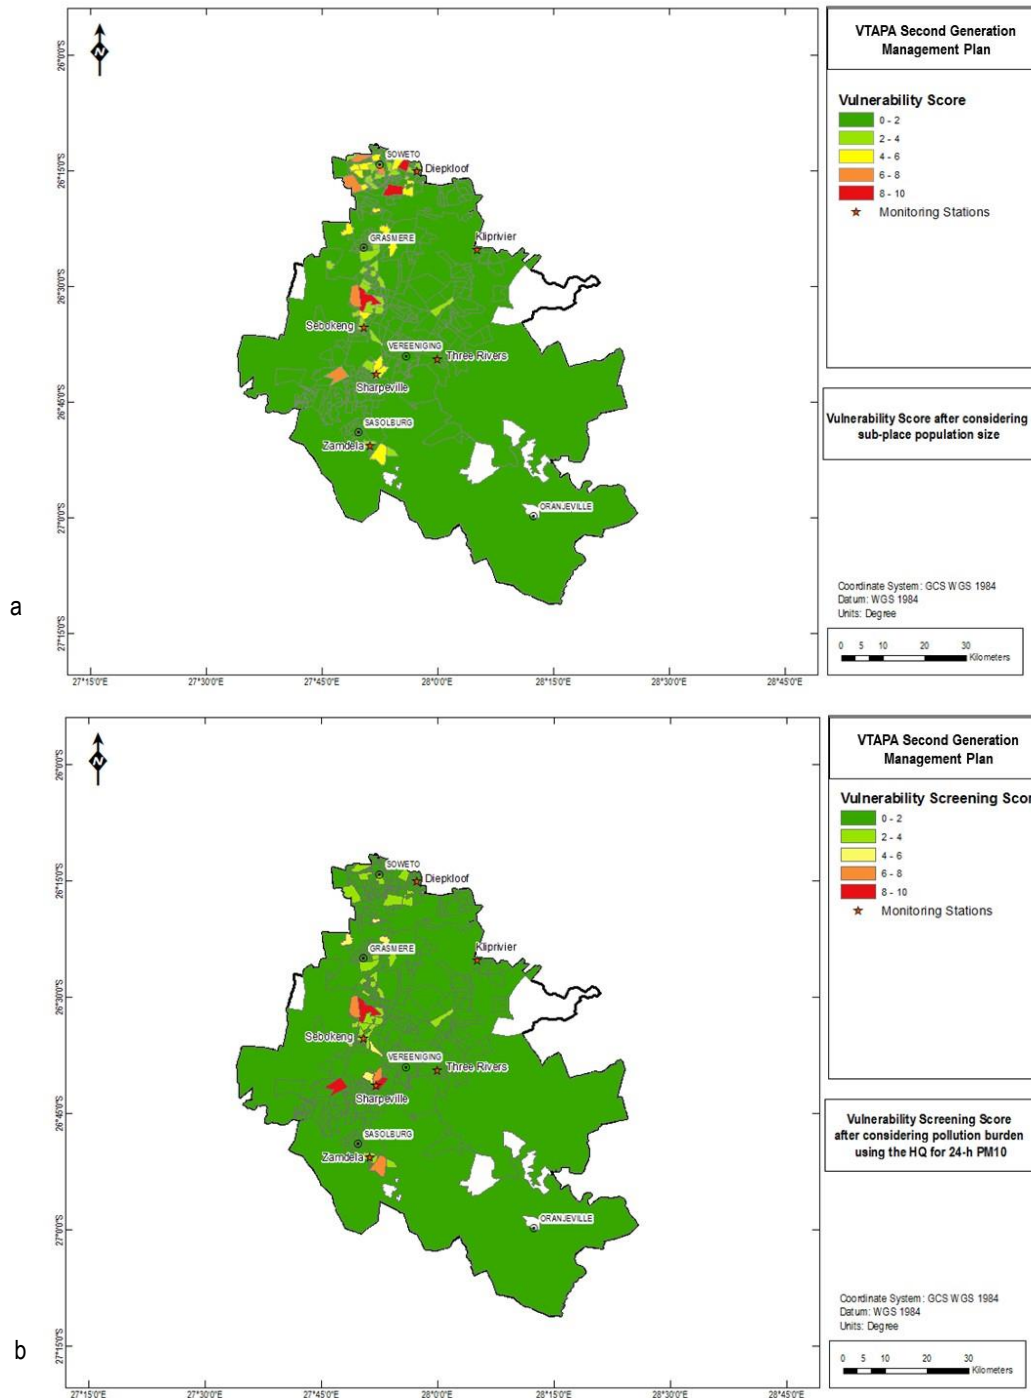 VTAPA Second Generation
Management Plan
N
26°0'0"S
26°15'0"S
26°30'0"S
26°45'0"S
27°0'0"S
27°15'0"S
SOWETO
Diepkloof
GRASMERE
Kliprivier
Sebokeng
VEREENIGING
Three Rivers
Sharpeville
SASOLBURG
Zamdela
ORANJEVILLE
27°15'0"E
27°30'0"E
27°45'0"E
28°0'0"E
28°15'0"E
28°30'0"E
28°45'0"E
Vulnerability Score
0 - 2
2 - 4
4 - 6
6 - 8
8 - 10
Monitoring Stations
Vulnerability Score after considering
sub-place population size
Coordinate System: GCS WGS 1984
Datum: WGS 1984
Units: Degree
0 5 10 20 30
Kilometers
a
VTAPA Second Generation
Management Plan
N
26°0'0"S
26°15'0"S
26°30'0"S
26°45'0"S
27°0'0"S
27°15'0"S
SOWETO
Diepkloof
GRASMERE
Kliprivier
Sebokeng
VEREENIGING
Three Rivers
Sharpeville
SASOLBURG
Zamdela
ORANJEVILLE
27°15'0"E
27°30'0"E
27°45'0"E
28°0'0"E
28°15'0"E
28°30'0"E
28°45'0"E
Vulnerability Screening Scor
0 - 2
2 - 4
4 - 6
6 - 8
8 - 10
Monitoring Stations
Vulnerability Screening Score
after considering pollution burden
using the HQ for 24-h PM10
Coordinate System: GCS WGS 1984
Datum: WGS 1984
Units: Degree
0 5 10 20 30
Kilometers
b